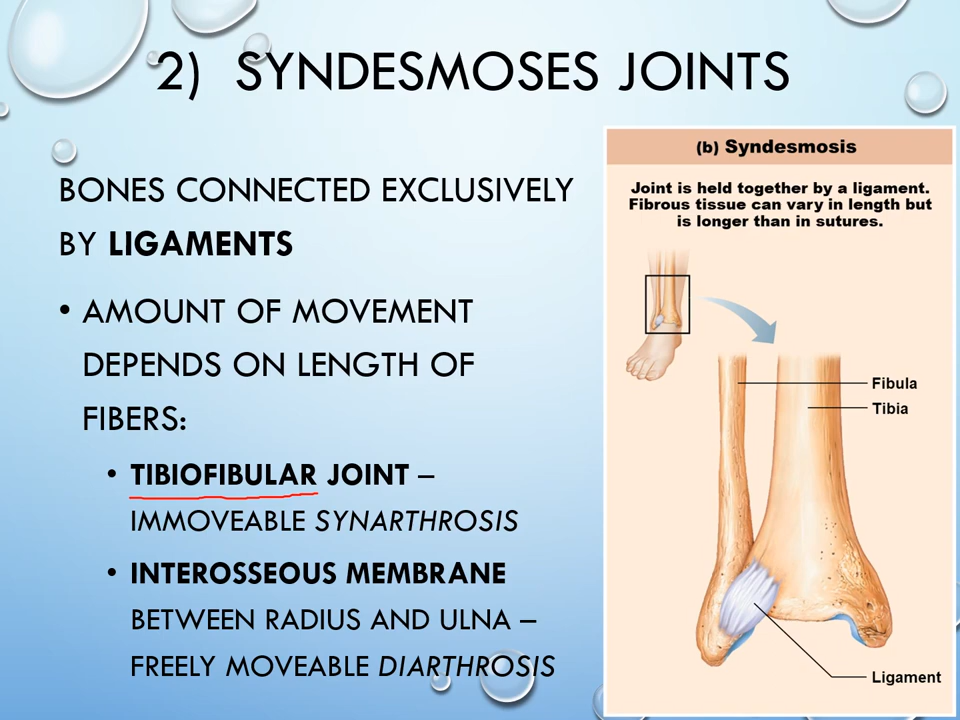 2) SYNDESMOSES JOINTS
BONES CONNECTED EXCLUSIVELY
BY LIGAMENTS
• AMOUNT OF MOVEMENT
DEPENDS ON LENGTH OF
FIBERS:
• TIBIOFIBULAR JOINT –
IMMOVEABLE SYNARTHROSIS
• INTEROSSEOUS MEMBRANE
BETWEEN RADIUS AND ULNA –
FREELY MOVEABLE DIARTHROSIS
(b) Syndesmosis
Joint is held together by a ligament.
Fibrous tissue can vary in length but
is longer than in sutures.
Fibula
Tibia
Ligament